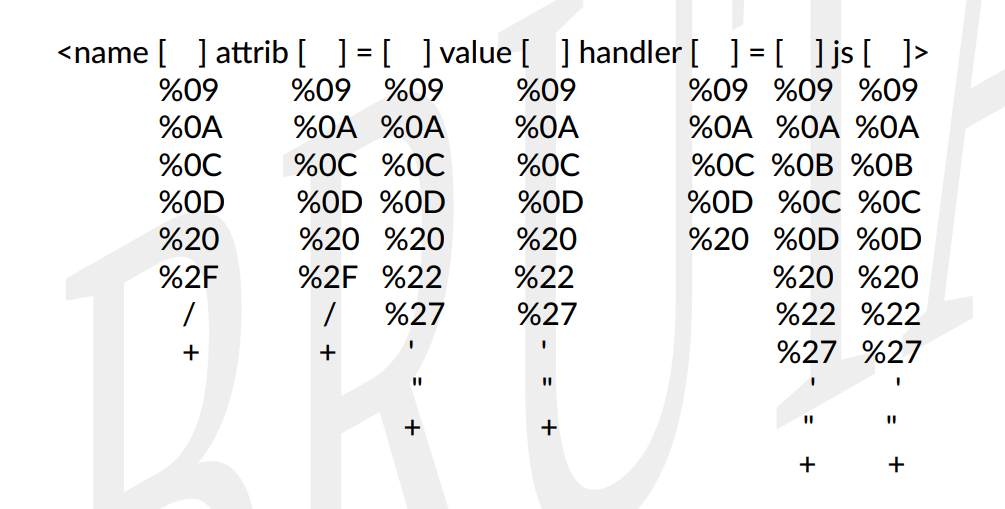 <name [ ] attrib [ ] = [ ] value [ ] handler [ ] = [ ] js [ ]>
%09 %09 %09 %09 %09 %09 %09
%0A %0A %0A %0A %0A %0A %0A
%0C %0C %0C %0C %0C %0B %0B
%0D %0D %0D %0D %0D %0C %0C
%20 %20 %20 %20 %20 %0D %0D
%2F %2F %22 %22 %20 %20
/ / %27 %27 %22 %22
+ + ' ' %27 %27
" " ' '
+ + " "
+ +